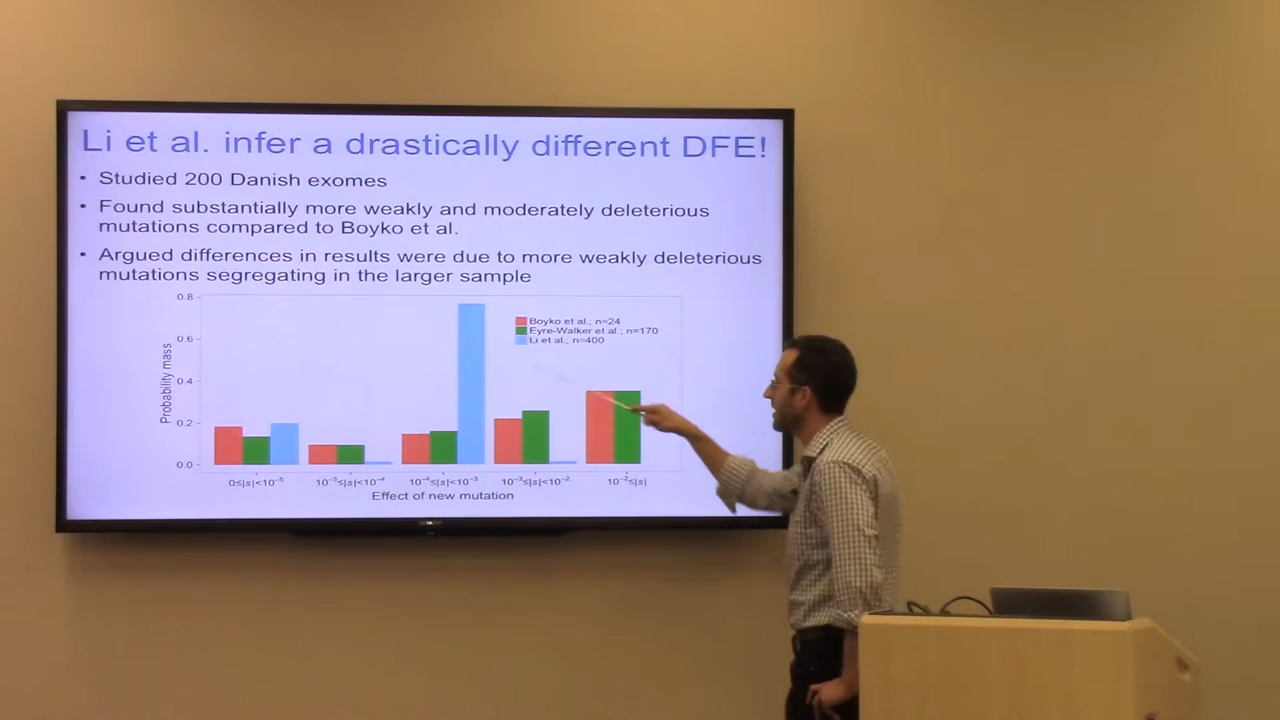 Li et al. infer a drastically different DFE!
• Studied 200 Danish exomes
• Found substantially more weakly and moderately deleterious
mutations compared to Boyko et al.
• Argued differences in results were due to more weakly deleterious
mutations segregating in the larger sample
0.8
0.6
0.4
0.2
0.0
Probability mass
Boyko et al.; n=24
Eyre-Walker et al.; n=170
Li et al.; n=400
0≤|s|<10⁻⁵ 10⁻⁵≤|s|<10⁻⁴ 10⁻⁴≤|s|<10⁻³ 10⁻³≤|s|<10⁻² 10⁻²≤|s|
Effect of new mutation